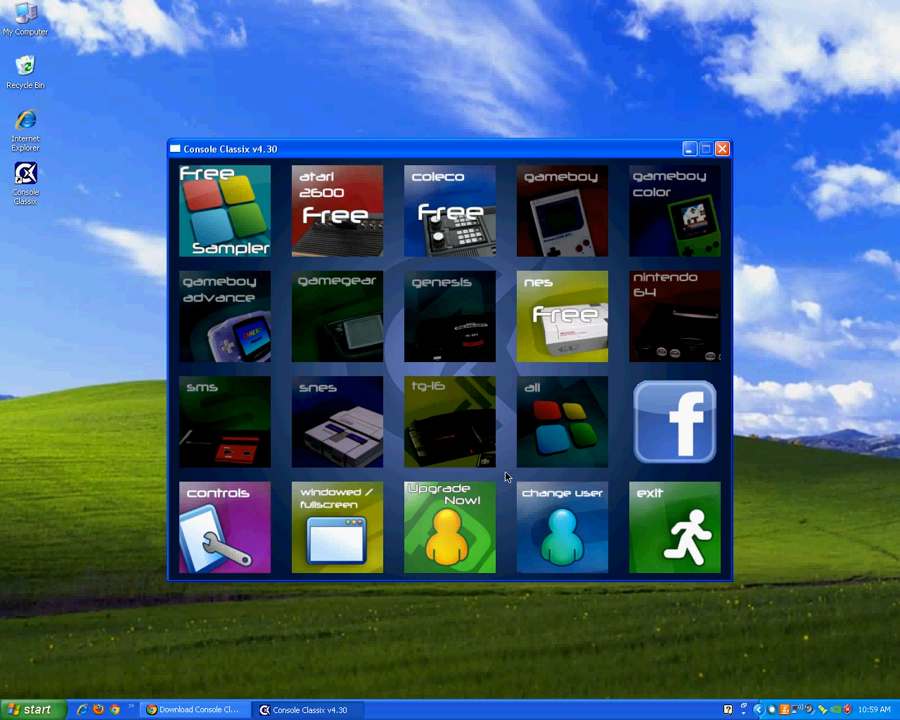 My Computer
Recycle Bin
Internet
Explorer
Console
Classix
Console Classix v4.30
Free
Sampler
atari
2600
Free
coleco
Free
gameboy
gameboy
color
gameboy
advance
gamegear
genesis
nes
Free
nintendo
64
sms
snes
tg-16
all
f
controls
windowed /
fullscreen
Upgrade
Now!
change user
exit
start
Download Console Cl...
Console Classix v4.30
10:59 AM